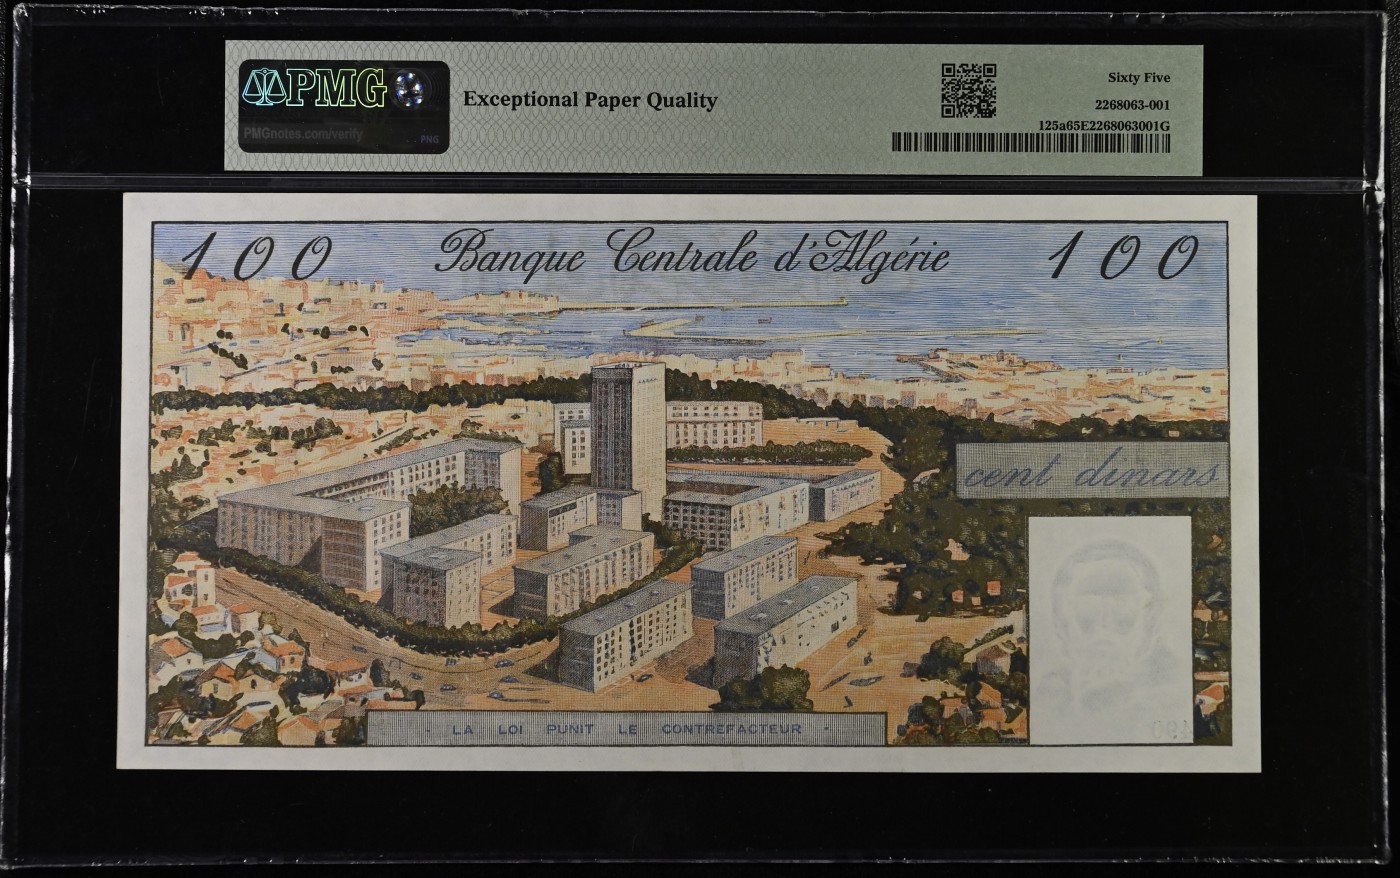 PMG
PMGnotes.com/verify
PNG
Exceptional Paper Quality
Sixty Five
2268063-001
125a65E2268063001G
100 Banque Centrale d'Algérie 100
cent dinars
- LA LOI PUNIT LE CONTREFACTEUR -